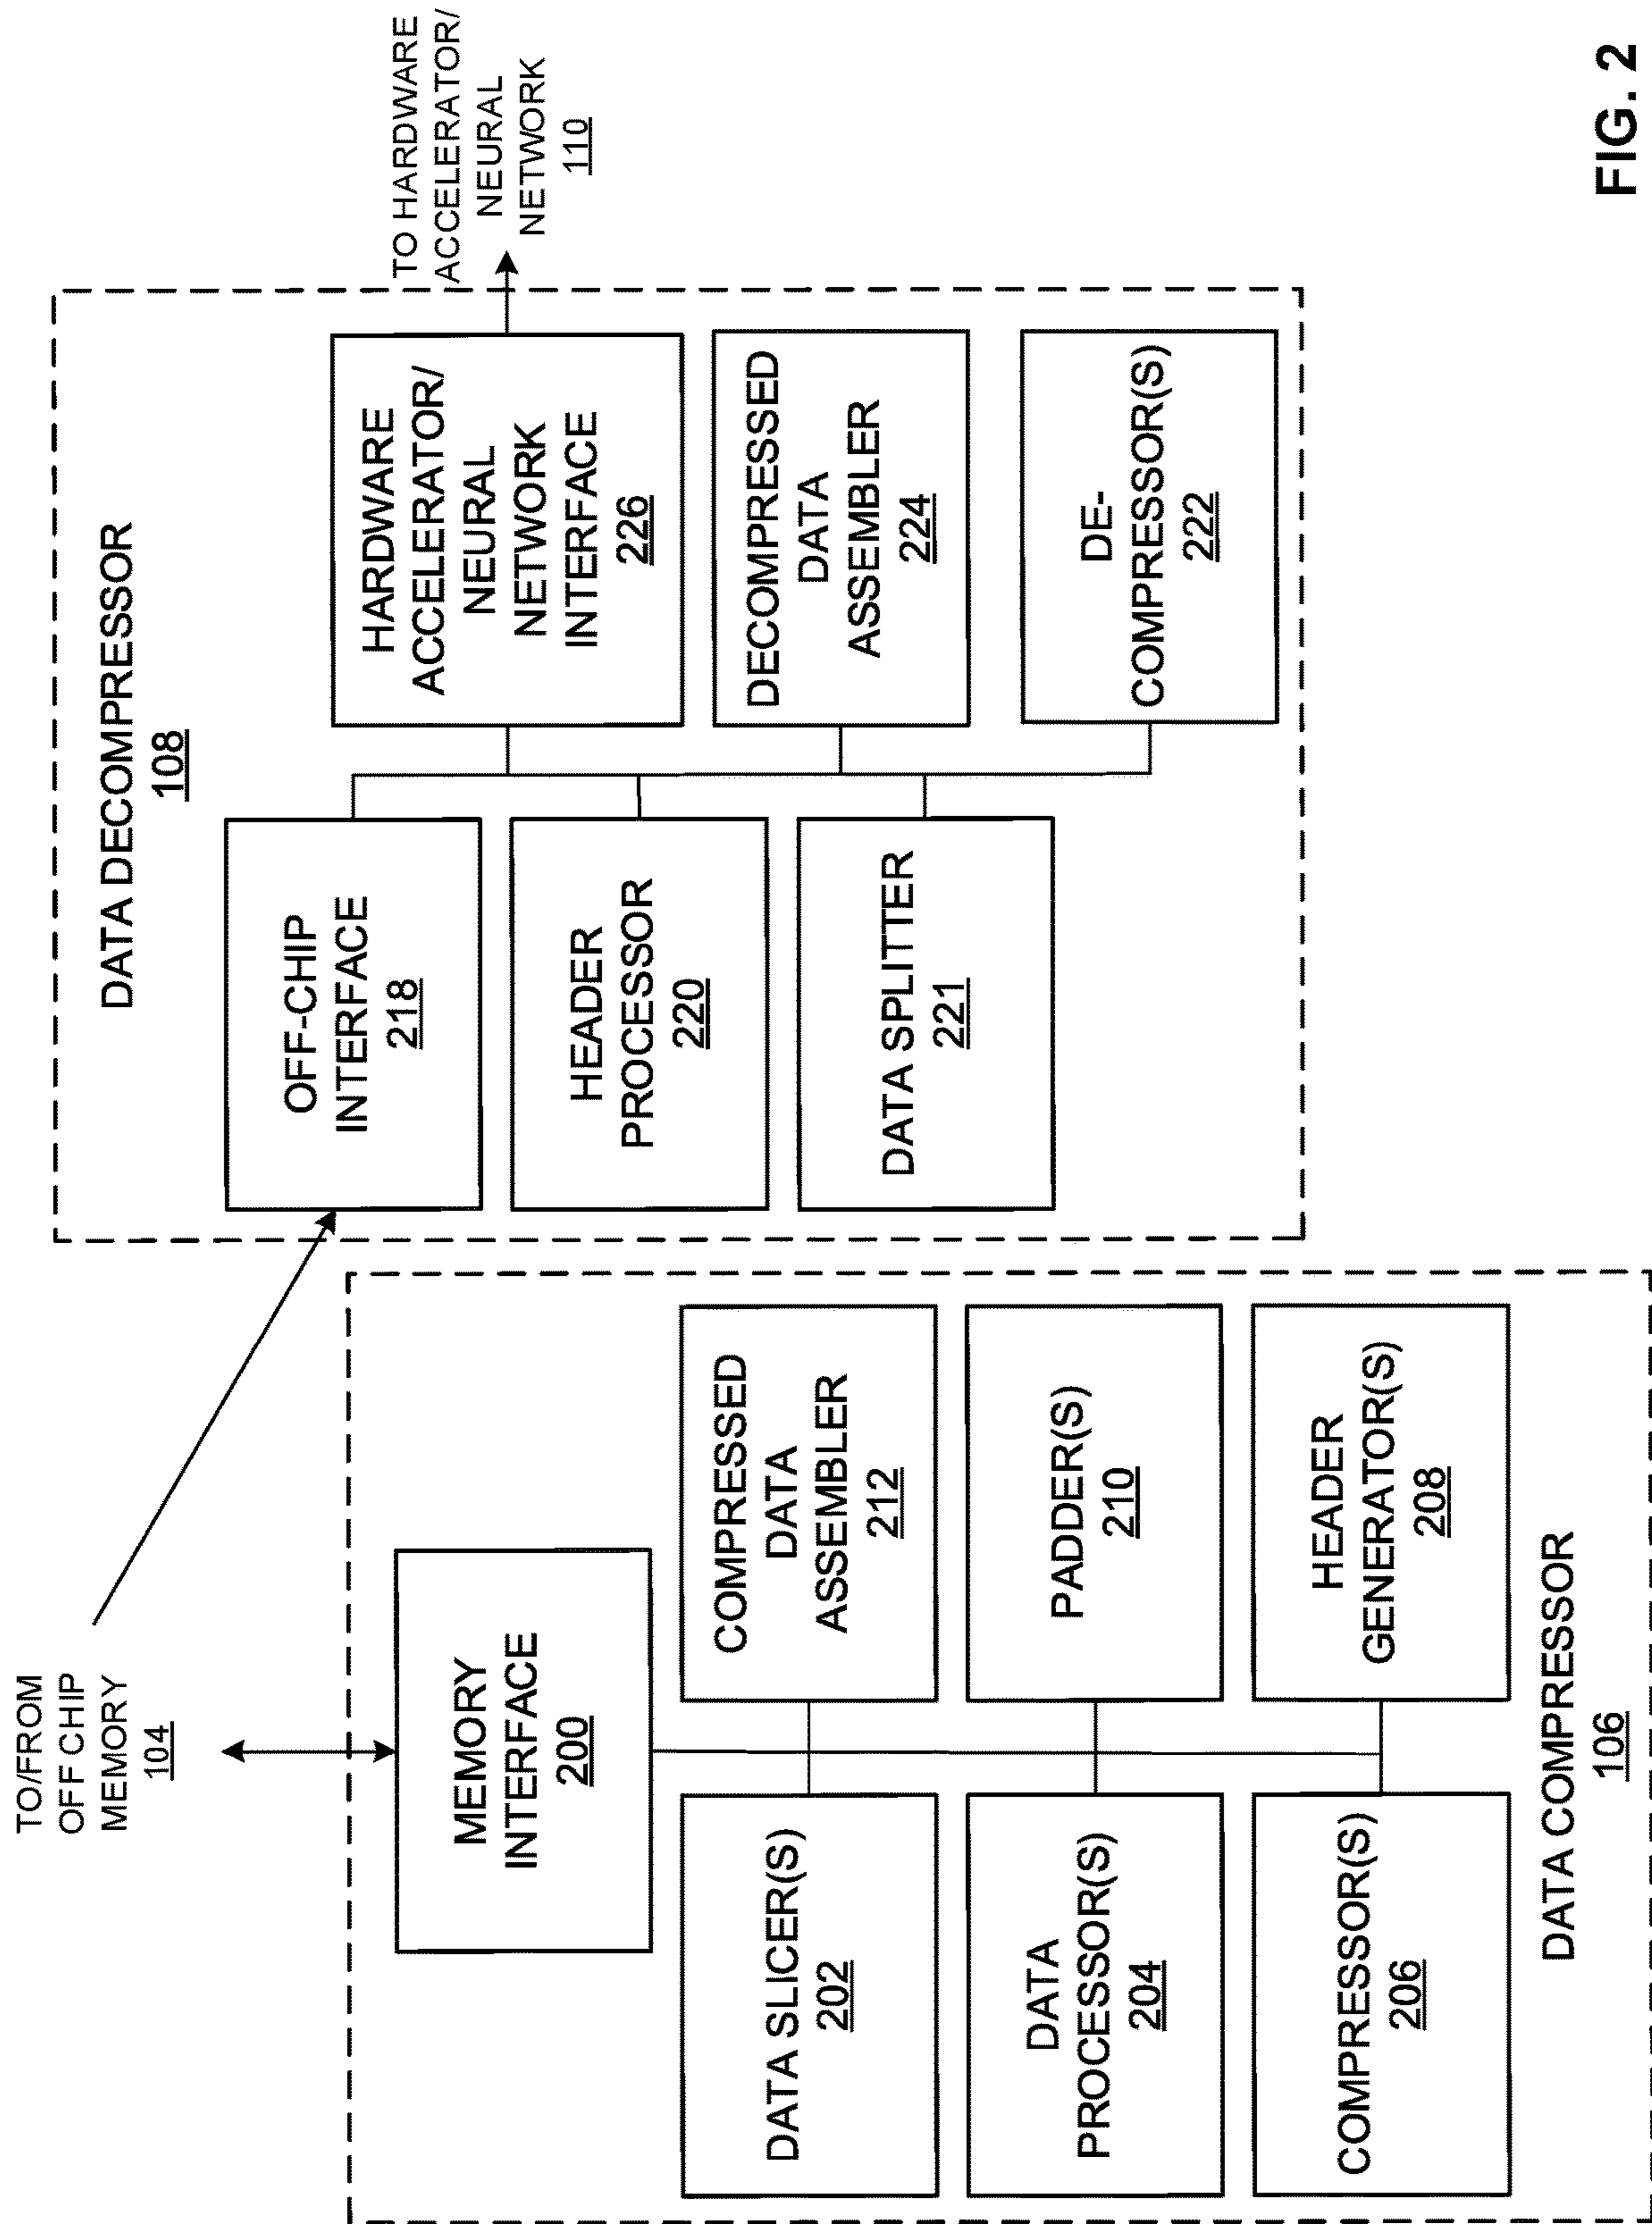 TO/FROM
OFF CHIP
MEMORY
104
MEMORY
INTERFACE
200
DATA SLICER(S)
202
COMPRESSED
DATA
ASSEMBLER
212
DATA
PROCESSOR(S)
204
PADDER(S)
210
COMPRESSOR(S)
206
HEADER
GENERATOR(S)
208
DATA COMPRESSOR
106
DATA DECOMPRESSOR
108
OFF-CHIP
INTERFACE
218
HEADER
PROCESSOR
220
DATA SPLITTER
221
HARDWARE
ACCELERATOR/
NEURAL
NETWORK
INTERFACE
226
DECOMPRESSED
DATA
ASSEMBLER
224
DE-
COMPRESSOR(S)
222
TO HARDWARE
ACCELERATOR/
NEURAL
NETWORK
110
FIG. 2